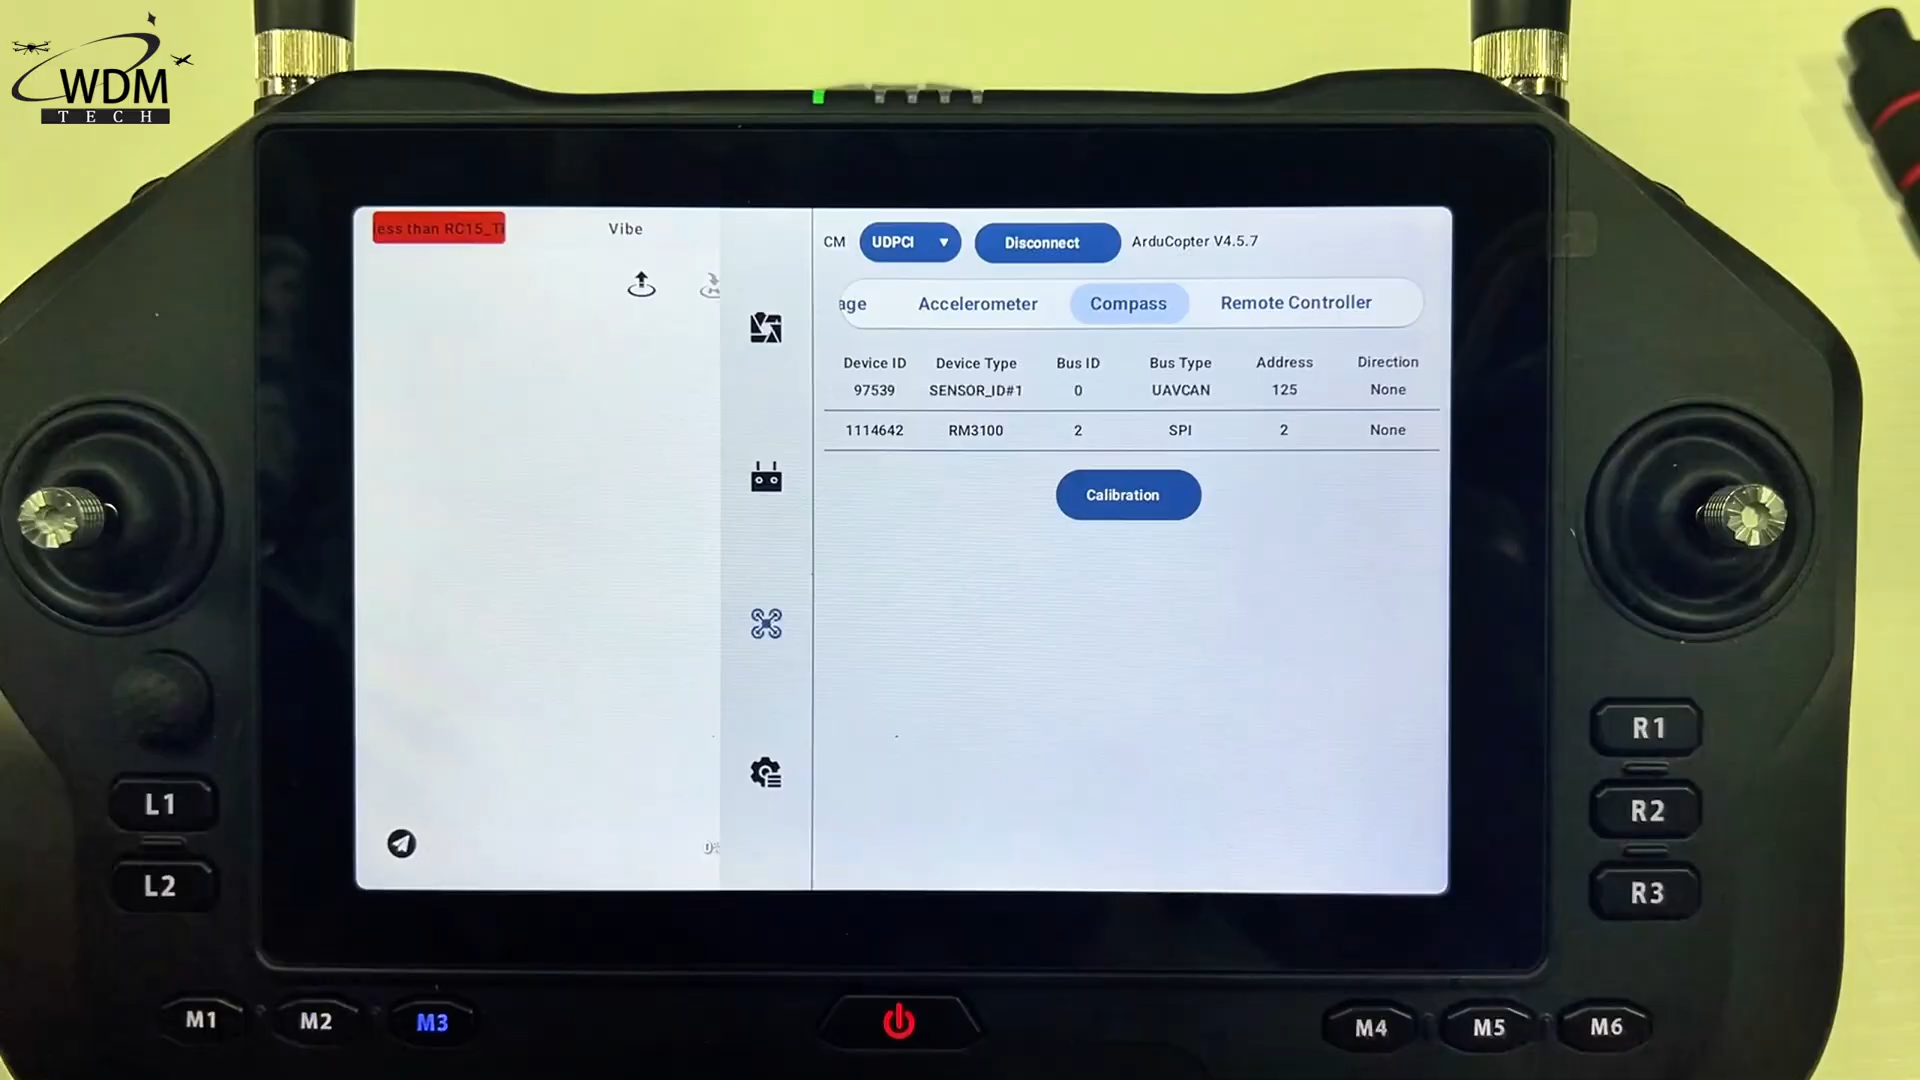 WDM
TECH
less than RC15_T
Vibe
CM
UDPCI
Disconnect
ArduCopter V4.5.7
age
Accelerometer
Compass
Remote Controller
Device ID Device Type Bus ID Bus Type Address Direction
97539 SENSOR_ID#1 0 UAVCAN 125 None
1114642 RM3100 2 SPI 2 None
Calibration
L1
L2
R1
R2
R3
M1
M2
M3
M4
M5
M6